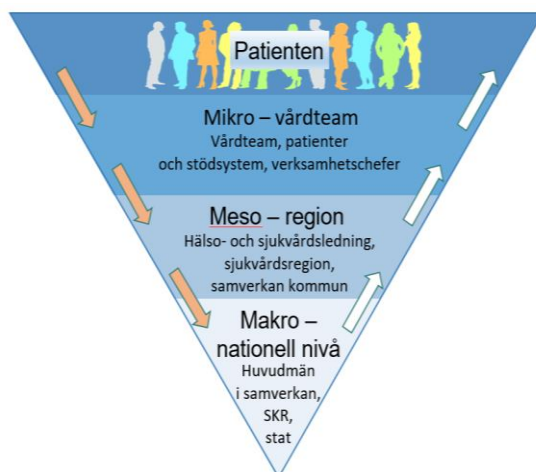 Patienten
Mikro – vårdteam
Vårdteam, patienter
och stödsystem, verksamhetschefer
Meso – region
Hälso- och sjukvårdsledning,
sjukvårdsregion,
samverkan kommun
Makro –
nationell nivå
Huvudmän
i samverkan,
SKR,
stat